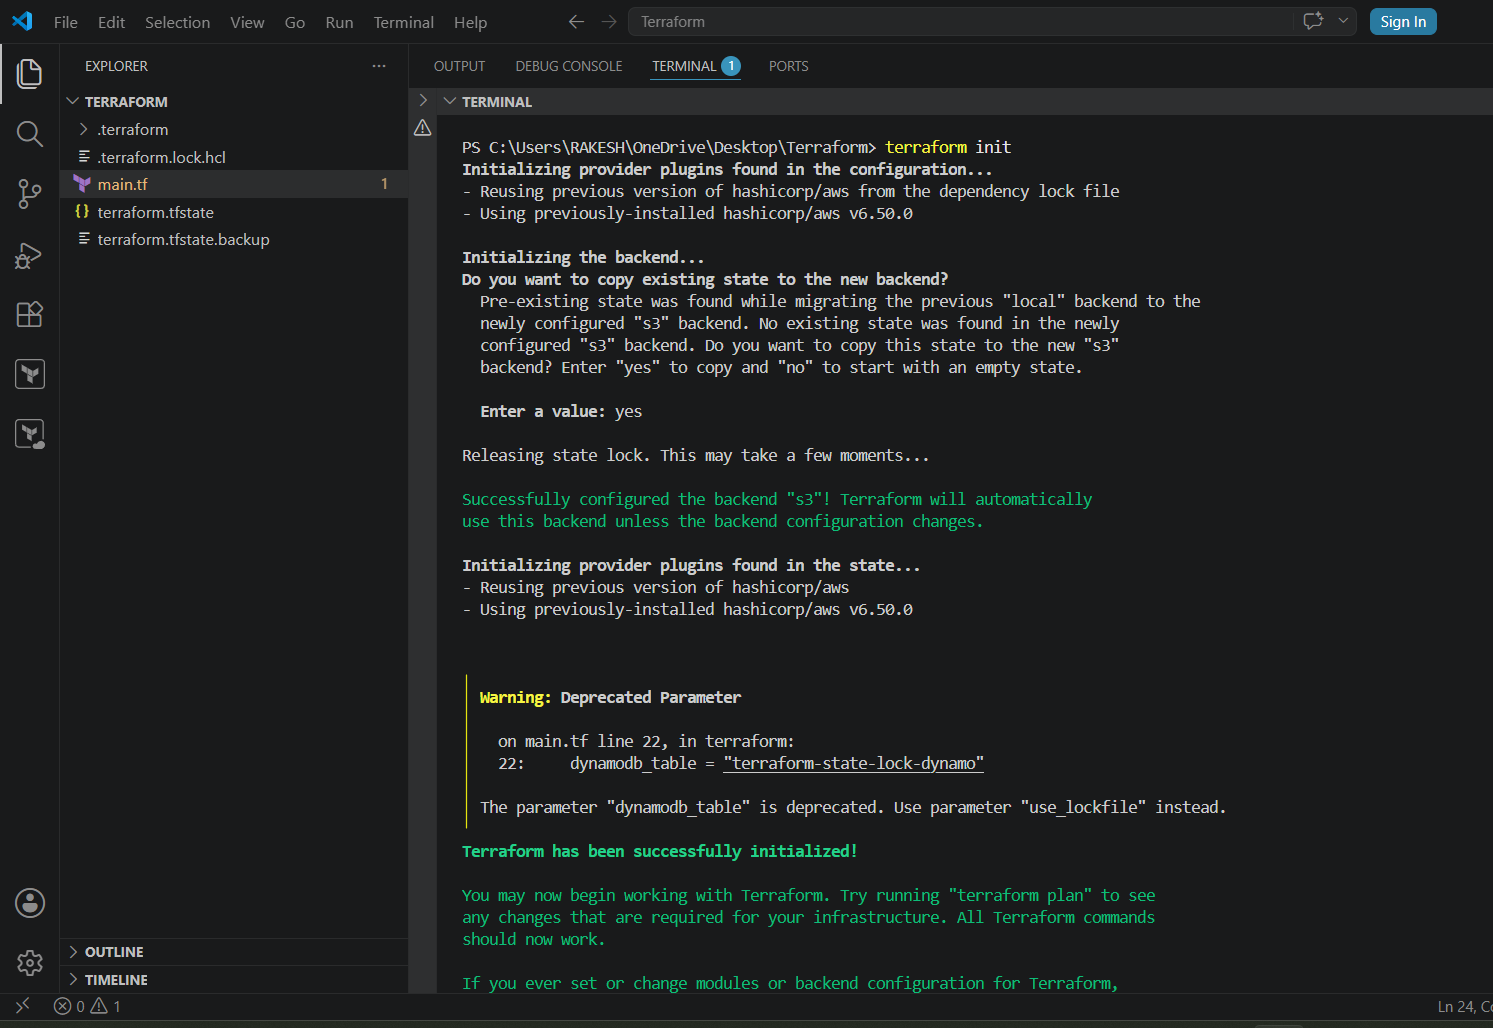 File Edit Selection View Go Run Terminal Help
Terraform
Sign In
EXPLORER
TERRAFORM
.terraform
.terraform.lock.hcl
main.tf 1
terraform.tfstate
terraform.tfstate.backup
OUTLINE
TIMELINE
OUTPUT DEBUG CONSOLE TERMINAL 1 PORTS
TERMINAL
PS C:\Users\RAKESH\OneDrive\Desktop\Terraform> terraform init
Initializing provider plugins found in the configuration...
- Reusing previous version of hashicorp/aws from the dependency lock file
- Using previously-installed hashicorp/aws v6.50.0
Initializing the backend...
Do you want to copy existing state to the new backend?
Pre-existing state was found while migrating the previous "local" backend to the
newly configured "s3" backend. No existing state was found in the newly
configured "s3" backend. Do you want to copy this state to the new "s3"
backend? Enter "yes" to copy and "no" to start with an empty state.
Enter a value: yes
Releasing state lock. This may take a few moments...
Successfully configured the backend "s3"! Terraform will automatically
use this backend unless the backend configuration changes.
Initializing provider plugins found in the state...
- Reusing previous version of hashicorp/aws
- Using previously-installed hashicorp/aws v6.50.0
Warning: Deprecated Parameter
on main.tf line 22, in terraform:
22: dynamodb_table = "terraform-state-lock-dynamo"
The parameter "dynamodb_table" is deprecated. Use parameter "use_lockfile" instead.
Terraform has been successfully initialized!
You may now begin working with Terraform. Try running "terraform plan" to see
any changes that are required for your infrastructure. All Terraform commands
should now work.
If you ever set or change modules or backend configuration for Terraform,
0 1
Ln 24,